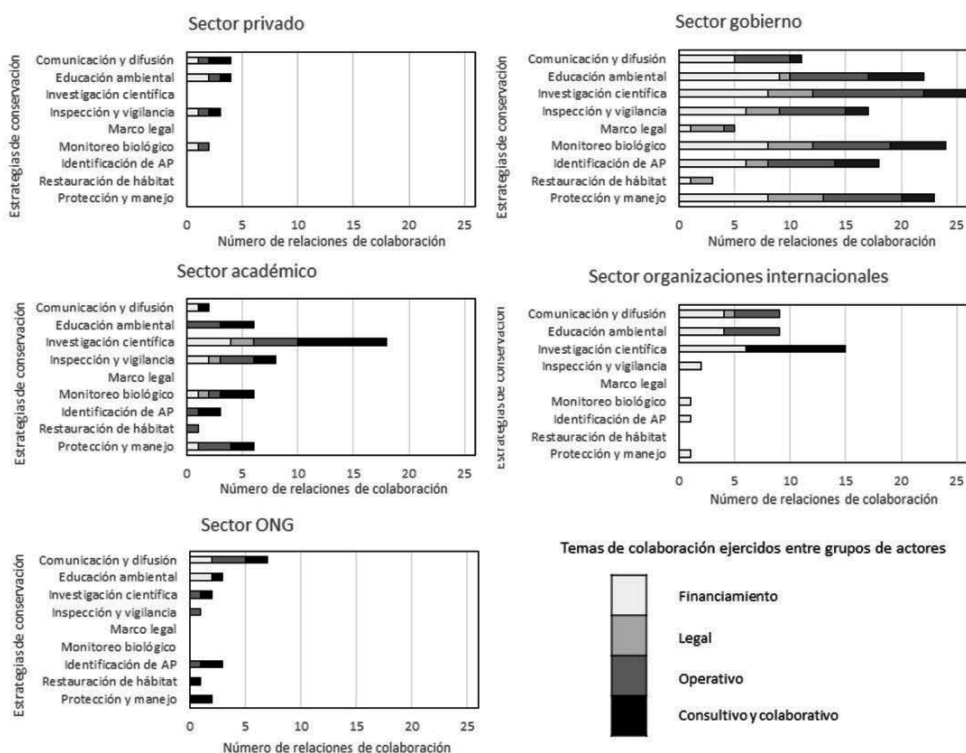 Sector privado
Estrategias de conservación
Comunicación y difusión
Educación ambiental
Investigación científica
Inspección y vigilancia
Marco legal
Monitoreo biológico
Identificación de AP
Restauración de hábitat
Protección y manejo
0 5 10 15 20 25
Número de relaciones de colaboración
Sector gobierno
Estrategias de conservación
Comunicación y difusión
Educación ambiental
Investigación científica
Inspección y vigilancia
Marco legal
Monitoreo biológico
Identificación de AP
Restauración de hábitat
Protección y manejo
0 5 10 15 20 25
Número de relaciones de colaboración
Sector académico
Estrategias de conservación
Comunicación y difusión
Educación ambiental
Investigación científica
Inspección y vigilancia
Marco legal
Monitoreo biológico
Identificación de AP
Restauración de hábitat
Protección y manejo
0 5 10 15 20 25
Número de relaciones de colaboración
Sector organizaciones internacionales
Estrategias de conservación
Comunicación y difusión
Educación ambiental
Investigación científica
Inspección y vigilancia
Marco legal
Monitoreo biológico
Identificación de AP
Restauración de hábitat
Protección y manejo
0 5 10 15 20 25
Número de relaciones de colaboración
Sector ONG
Estrategias de conservación
Comunicación y difusión
Educación ambiental
Investigación científica
Inspección y vigilancia
Marco legal
Monitoreo biológico
Identificación de AP
Restauración de hábitat
Protección y manejo
0 5 10 15 20 25
Número de relaciones de colaboración
Temas de colaboración ejercidos entre grupos de actores
Financiamiento
Legal
Operativo
Consultivo y colaborativo